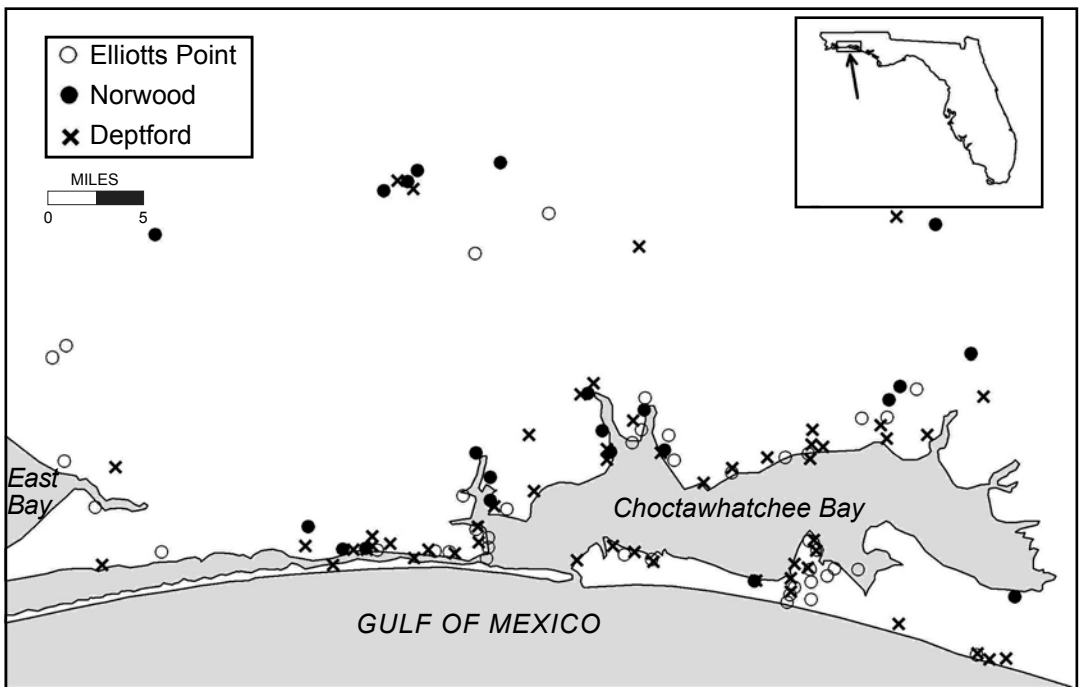 Elliotts Point
Norwood
Deptford
MILES
0 5
East
Bay
Choctawhatchee Bay
GULF OF MEXICO